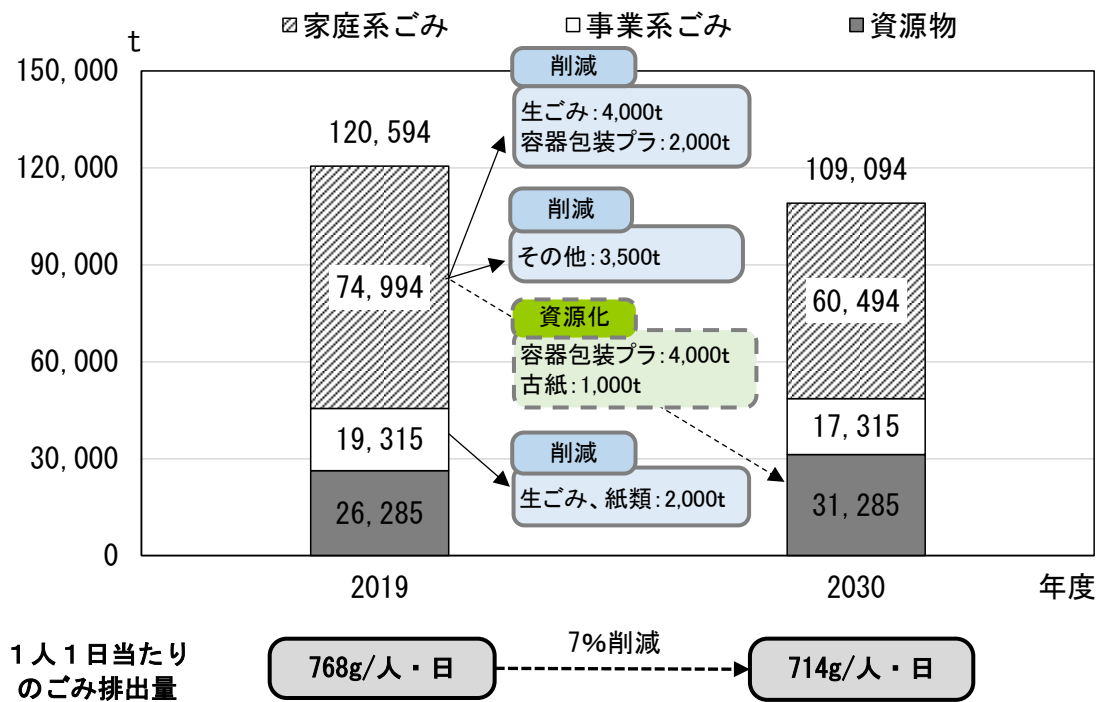 t
家庭系ごみ
事業系ごみ
資源物
150,000
120,000
90,000
60,000
30,000
0
120,594
74,994
19,315
26,285
削減
生ごみ:4,000t
容器包装プラ:2,000t
削減
その他:3,500t
資源化
容器包装プラ:4,000t
古紙:1,000t
削減
生ごみ、紙類:2,000t
109,094
60,494
17,315
31,285
2019
2030
年度
1人1日当たり
のごみ排出量
768g/人・日
7%削減
714g/人・日